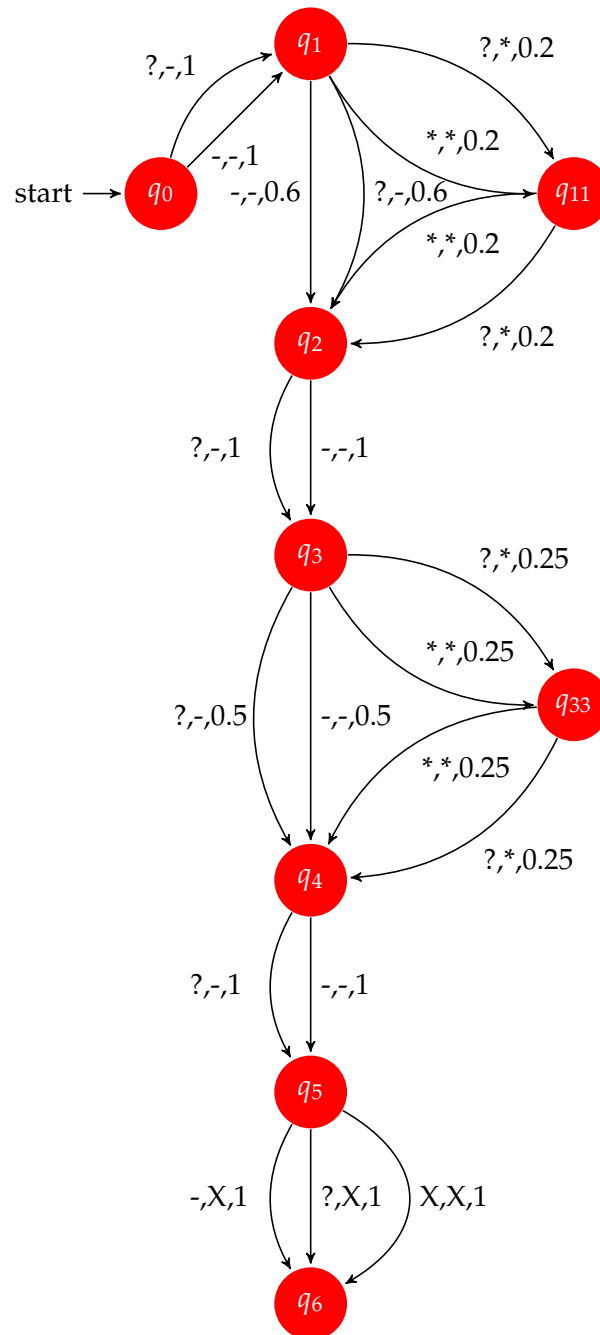 q1
?,-,1
?,*,0.2
-,-,1
*,*,0.2
start
q0
-,-,0.6
?,-,0.6
q11
*,*,0.2
q2
?,*,0.2
?,-,1
-,-,1
q3
?,*,0.25
*,*,0.25
?,-,0.5
-,-,0.5
q33
*,*,0.25
q4
?,*,0.25
?,-,1
-,-,1
q5
-,X,1
?,X,1
X,X,1
q6